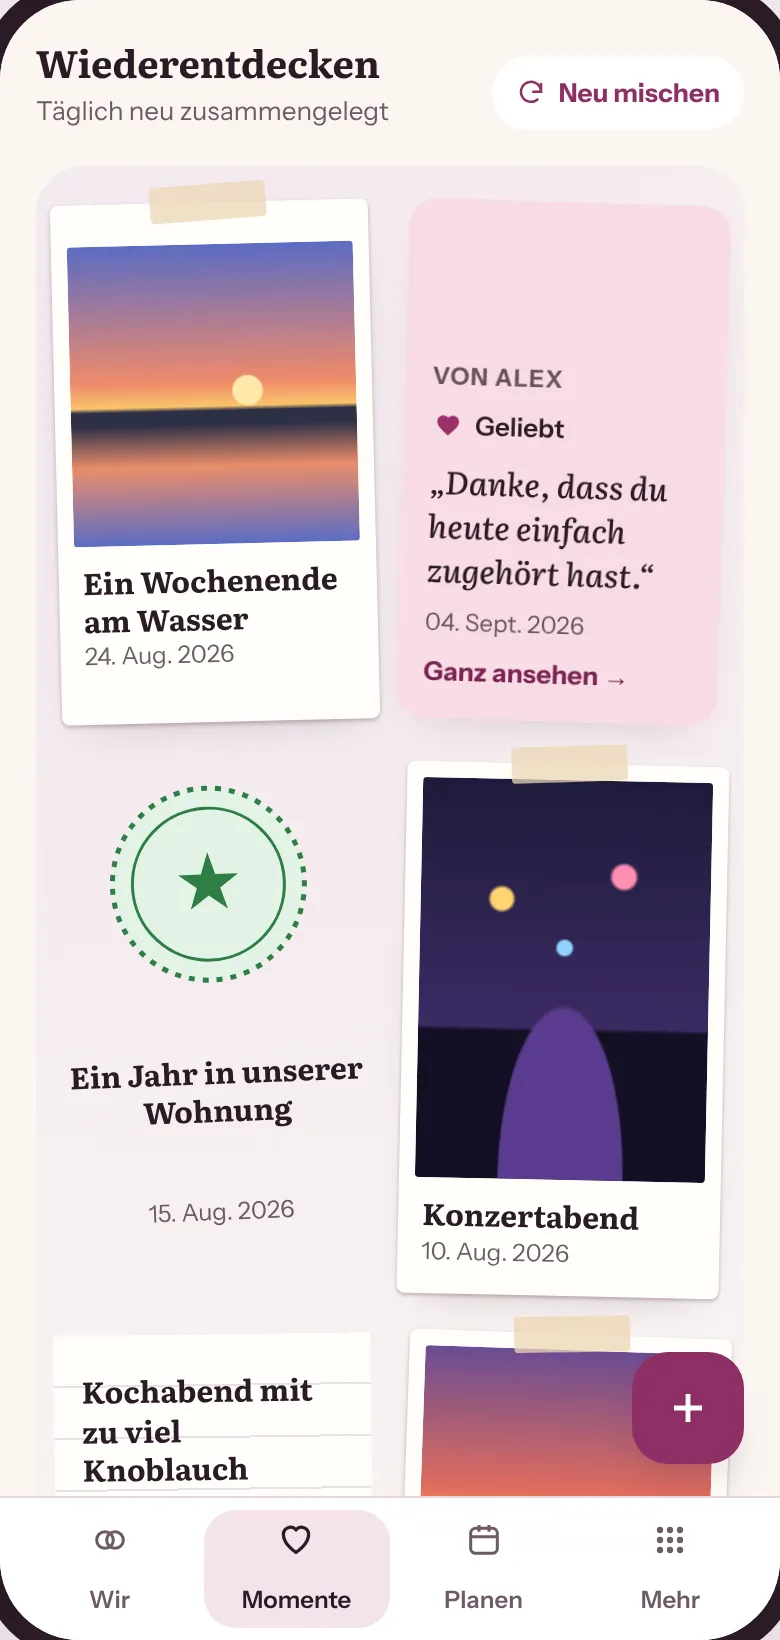 Wiederentdecken
Täglich neu zusammengelegt
Neu mischen
Ein Wochenende
am Wasser
24. Aug. 2026
VON ALEX
Geliebt
„Danke, dass du
heute einfach
zugehört hast.“
04. Sept. 2026
Ganz ansehen →
Ein Jahr in unserer
Wohnung
15. Aug. 2026
Konzertabend
10. Aug. 2026
Kochabend mit
zu viel
Knoblauch
Wir
Momente
Planen
Mehr